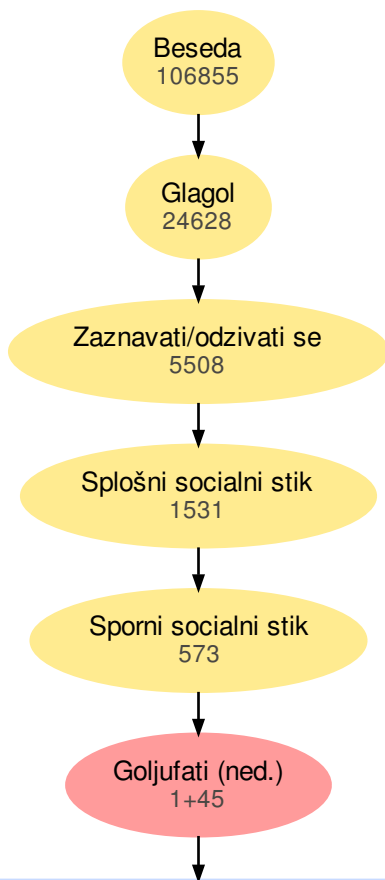 Beseda
106855
Glagol
24628
Zaznavati/odzivati se
5508
Splošni socialni stik
1531
Sporni socialni stik
573
Goljufati (ned.)
1+45